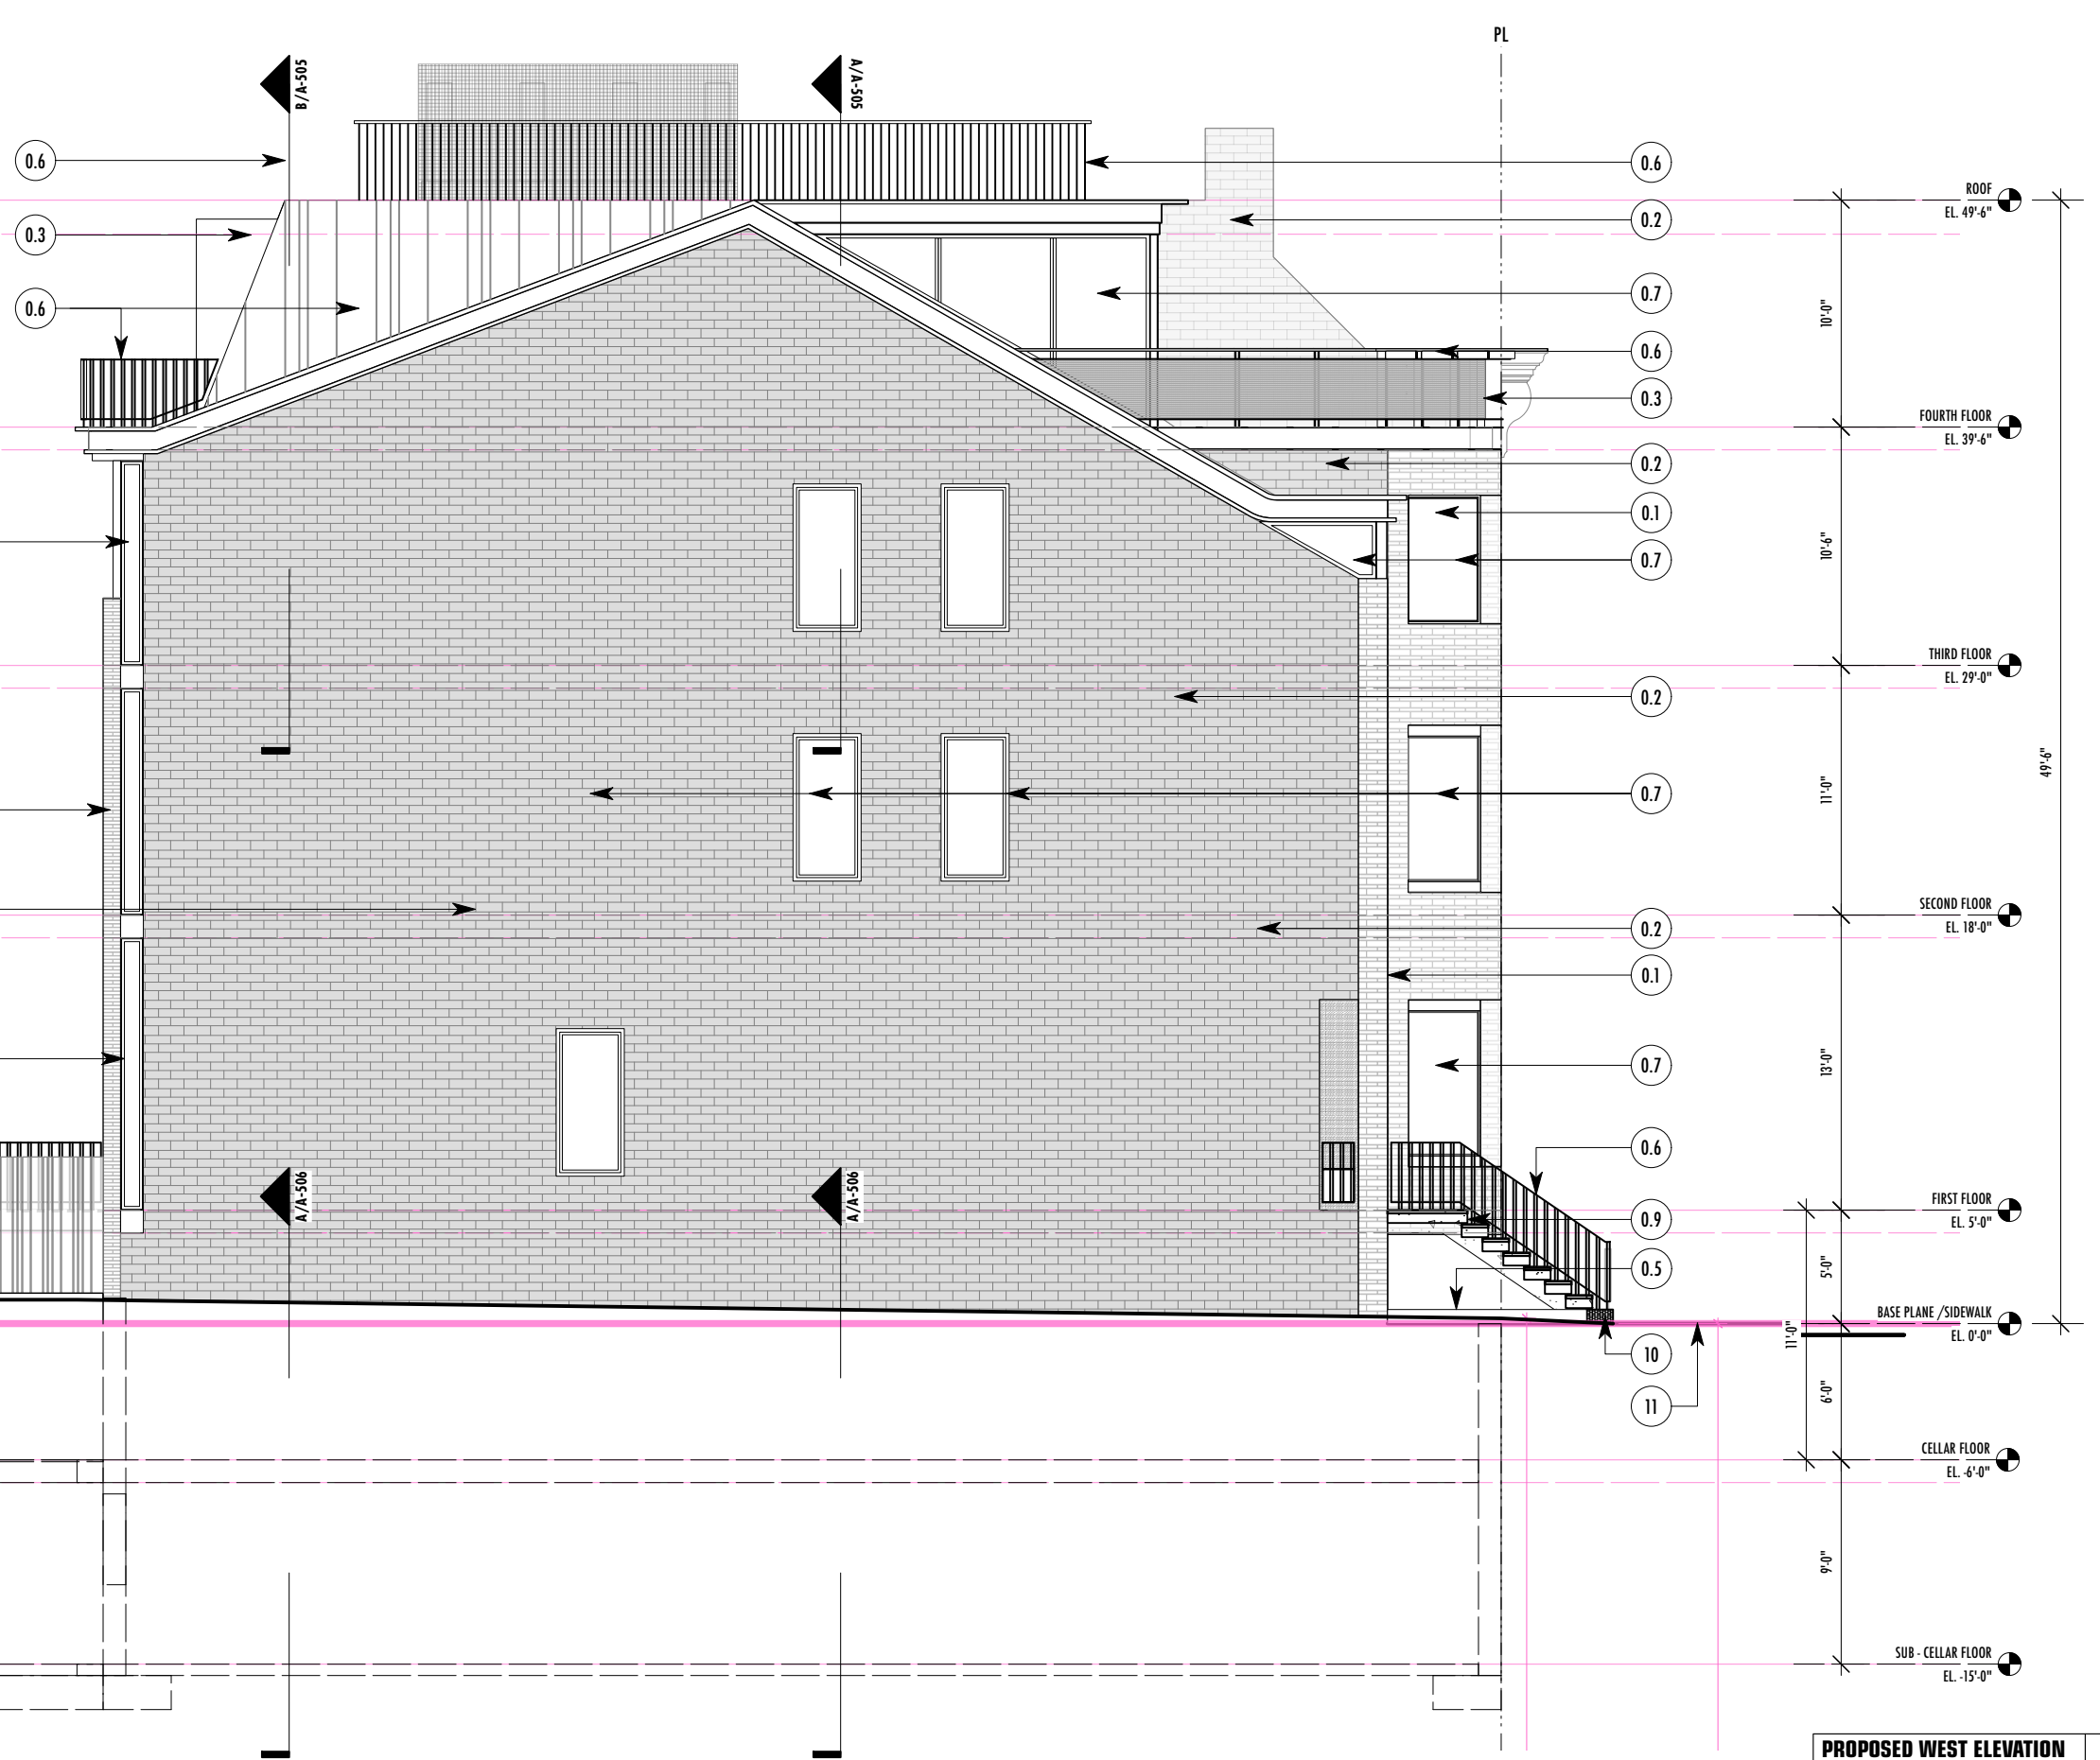 PL
B/A-505
A/A-505
0.6
0.6
ROOF
EL. 49'-6"
0.3
0.2
0.6
0.7
10'-0"
0.6
0.3
FOURTH FLOOR
EL. 39'-6"
0.2
0.1
0.7
10'-6"
THIRD FLOOR
EL. 29'-0"
0.2
49'-6"
0.7
11'-0"
SECOND FLOOR
EL. 18'-0"
0.2
0.1
0.7
13'-0"
0.6
A/A-506
A/A-506
FIRST FLOOR
EL. 5'-0"
0.9
0.5
5'-0"
BASE PLANE /SIDEWALK
EL. 0'-0"
11'-0"
10
6'-0"
11
CELLAR FLOOR
EL. -6'-0"
9'-0"
SUB - CELLAR FLOOR
EL. -15'-0"
PROPOSED WEST ELEVATION